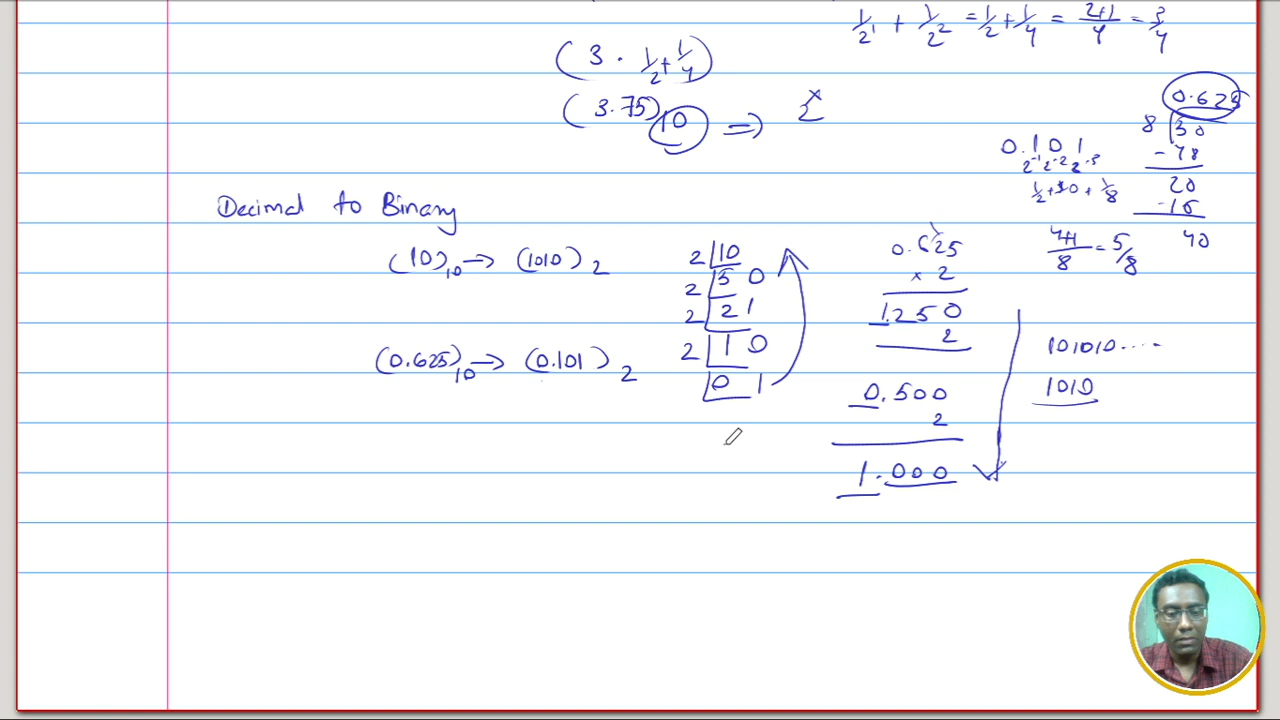 1/2¹ + 1/2² = 1/2 + 1/4 = 2+1/4 = 3/4
(3 . 1/2 + 1/4)
(3.75)10 => 2^x
0.625
8 | 50
- 48
20
- 16
40
0.101
2^-1 2^-2 2^-3
1/2 + 0 + 1/8
4+1/8 = 5/8
Decimal to Binary
(10)10 → (1010)2
2 | 10
2 | 5 0
2 | 2 1
2 | 1 0
0 1
(0.625)10 → (0.101)2
0.625
× 2
1.250
2
0.500
2
1.000
101010....
1010